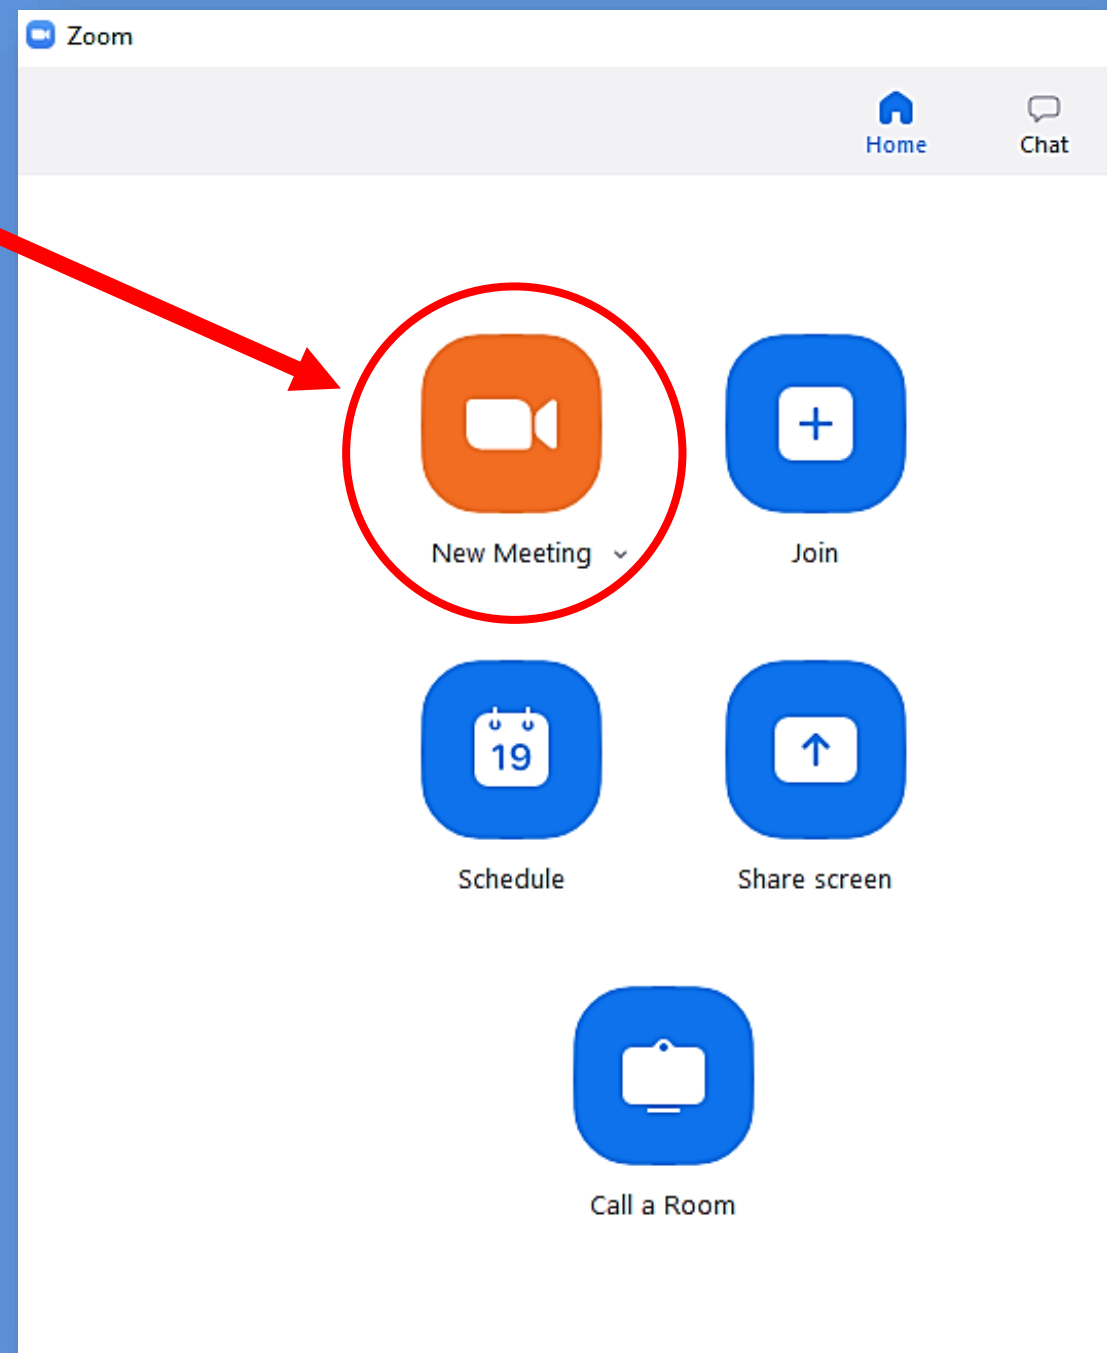 Zoom
Home
Chat
New Meeting
Join
19
Schedule
Share screen
Call a Room